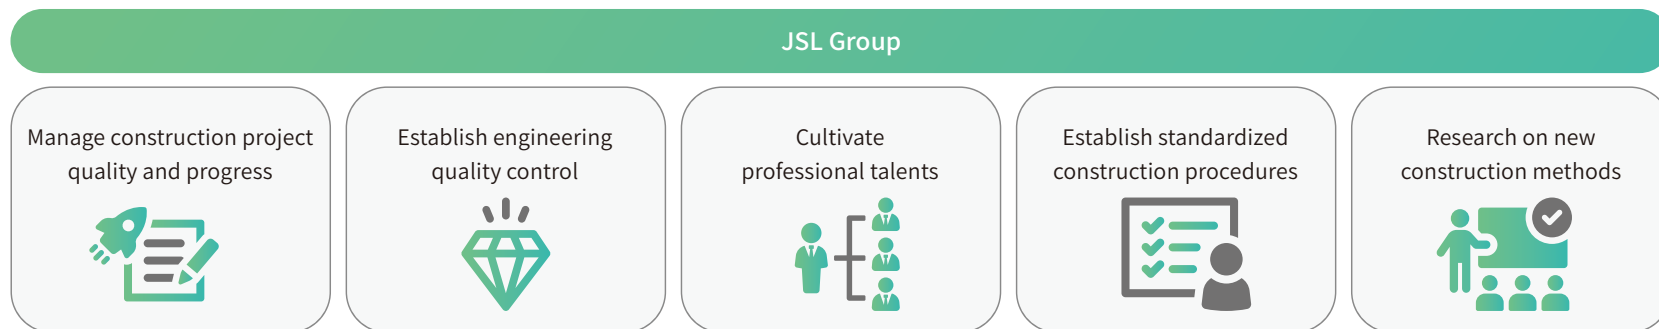 JSL Group
Manage construction project
quality and progress
Establish engineering
quality control
Cultivate
professional talents
Establish standardized
construction procedures
Research on new
construction methods